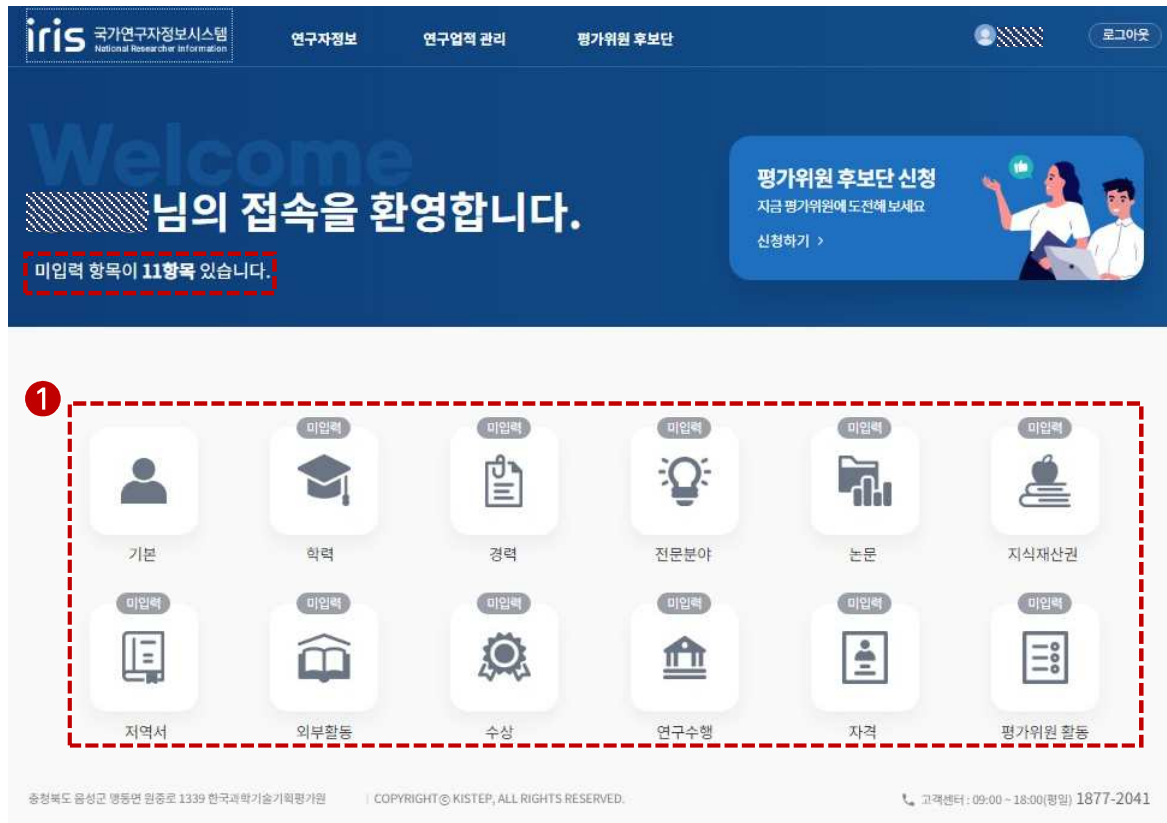 iris 국가연구자정보시스템
National Researcher Information
연구자정보 연구업적 관리 평가위원 후보단
로그아웃
Welcome
님의 접속을 환영합니다.
미입력 항목이 11항목 있습니다.
평가위원 후보단 신청
지금 평가위원에 도전해 보세요
신청하기 >
1
미입력 미입력 미입력 미입력 미입력
기본 학력 경력 전문분야 논문 지식재산권
미입력 미입력 미입력 미입력 미입력 미입력
저역서 외부활동 수상 연구수행 자격 평가위원 활동
충청북도 음성군 맹동면 원중로 1339 한국과학기술기획평가원 | COPYRIGHT ⓒ KISTEP, ALL RIGHTS RESERVED. 고객센터 : 09:00 ~ 18:00(평일) 1877-2041